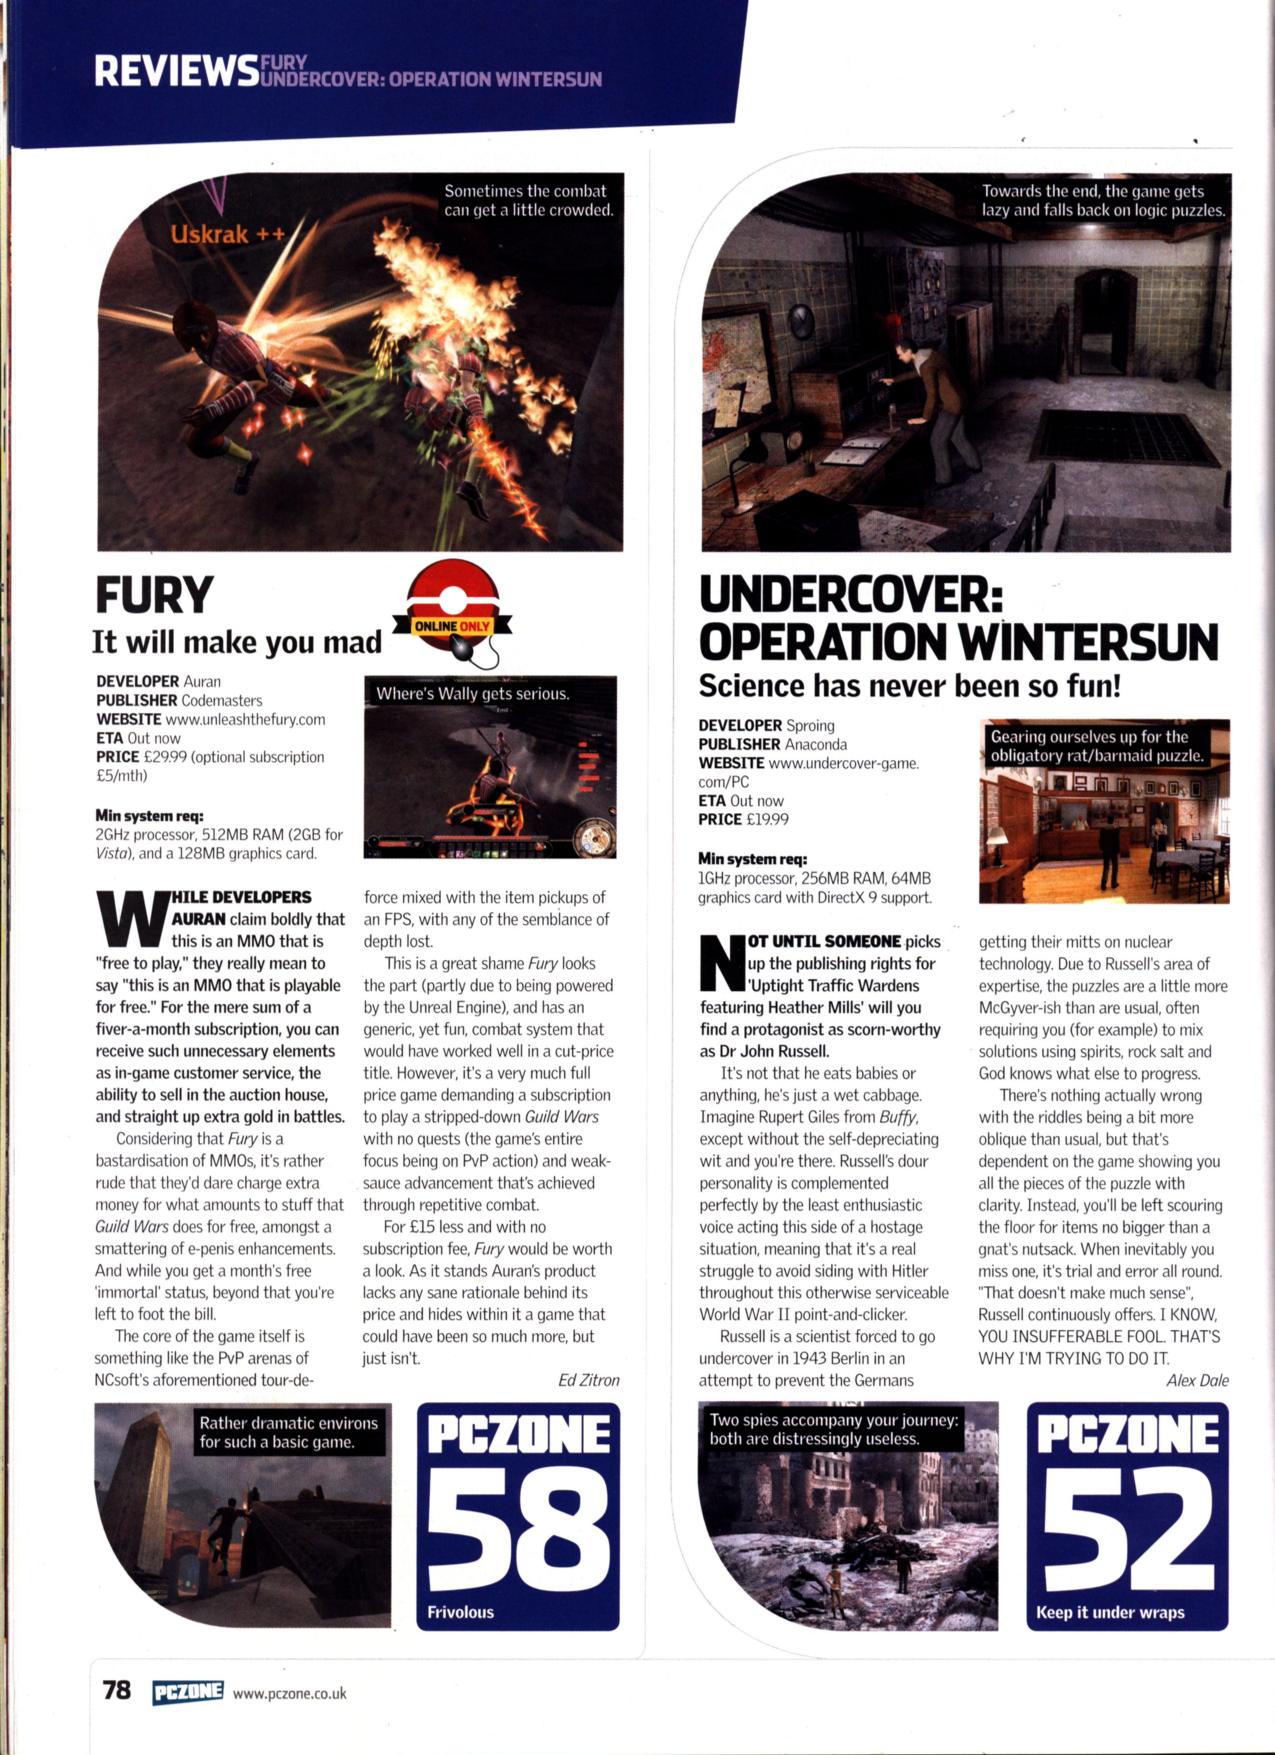 REVIEWS FURY
UNDERCOVER: OPERATION WINTERSUN
Sometimes the combat
can get a little crowded.
Uskrak ++
FURY
It will make you mad
ONLINE ONLY
DEVELOPER Auran
PUBLISHER Codemasters
WEBSITE www.unleashthefury.com
ETA Out now
PRICE £29.99 (optional subscription
£5/mth)
Min system req:
2GHz processor, 512MB RAM (2GB for
Vista), and a 128MB graphics card.
Where's Wally gets serious.
WHILE DEVELOPERS
AURAN claim boldly that
this is an MMO that is
"free to play," they really mean to
say "this is an MMO that is playable
for free." For the mere sum of a
fiver-a-month subscription, you can
receive such unnecessary elements
as in-game customer service, the
ability to sell in the auction house,
and straight up extra gold in battles.
Considering that Fury is a
bastardisation of MMOs, it's rather
rude that they'd dare charge extra
money for what amounts to stuff that
Guild Wars does for free, amongst a
smattering of e-penis enhancements.
And while you get a month's free
'immortal' status, beyond that you're
left to foot the bill.
The core of the game itself is
something like the PvP arenas of
NCsoft's aforementioned tour-de-
force mixed with the item pickups of
an FPS, with any of the semblance of
depth lost.
This is a great shame Fury looks
the part (partly due to being powered
by the Unreal Engine), and has an
generic, yet fun, combat system that
would have worked well in a cut-price
title. However, it's a very much full
price game demanding a subscription
to play a stripped-down Guild Wars
with no quests (the game's entire
focus being on PvP action) and weak-
sauce advancement that's achieved
through repetitive combat.
For £15 less and with no
subscription fee, Fury would be worth
a look. As it stands Auran's product
lacks any sane rationale behind its
price and hides within it a game that
could have been so much more, but
just isn't.
Ed Zitron
Rather dramatic environs
for such a basic game.
PCZONE
58
Frivolous
Towards the end, the game gets
lazy and falls back on logic puzzles.
UNDERCOVER:
OPERATION WINTERSUN
Science has never been so fun!
DEVELOPER Sproing
PUBLISHER Anaconda
WEBSITE www.undercover-game.
com/PC
ETA Out now
PRICE £19.99
Min system req:
1GHz processor, 256MB RAM, 64MB
graphics card with DirectX 9 support.
Gearing ourselves up for the
obligatory rat/barmaid puzzle.
NOT UNTIL SOMEONE picks
up the publishing rights for
'Uptight Traffic Wardens
featuring Heather Mills' will you
find a protagonist as scorn-worthy
as Dr John Russell.
It's not that he eats babies or
anything, he's just a wet cabbage.
Imagine Rupert Giles from Buffy,
except without the self-depreciating
wit and you're there. Russell's dour
personality is complemented
perfectly by the least enthusiastic
voice acting this side of a hostage
situation, meaning that it's a real
struggle to avoid siding with Hitler
throughout this otherwise serviceable
World War II point-and-clicker.
Russell is a scientist forced to go
undercover in 1943 Berlin in an
attempt to prevent the Germans
getting their mitts on nuclear
technology. Due to Russell's area of
expertise, the puzzles are a little more
McGyver-ish than are usual, often
requiring you (for example) to mix
solutions using spirits, rock salt and
God knows what else to progress.
There's nothing actually wrong
with the riddles being a bit more
oblique than usual, but that's
dependent on the game showing you
all the pieces of the puzzle with
clarity. Instead, you'll be left scouring
the floor for items no bigger than a
gnat's nutsack. When inevitably you
miss one, it's trial and error all round.
"That doesn't make much sense",
Russell continuously offers. I KNOW,
YOU INSUFFERABLE FOOL. THAT'S
WHY I'M TRYING TO DO IT.
Alex Dale
Two spies accompany your journey:
both are distressingly useless.
PCZONE
52
Keep it under wraps
78 PCZONE www.pczone.co.uk